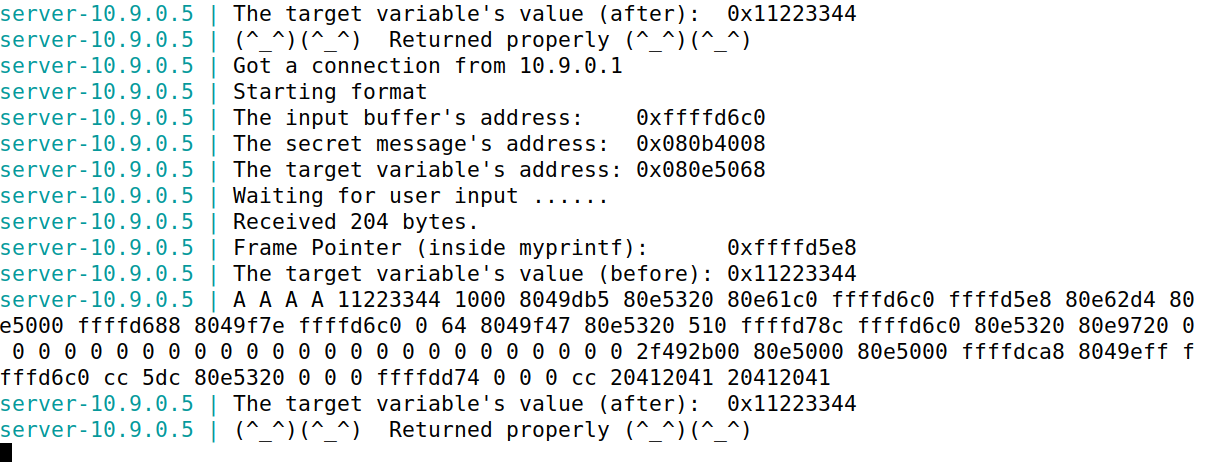 server-10.9.0.5 | The target variable's value (after):  0x11223344
server-10.9.0.5 | (^_^)(^_^)  Returned properly (^_^)(^_^)
server-10.9.0.5 | Got a connection from 10.9.0.1
server-10.9.0.5 | Starting format
server-10.9.0.5 | The input buffer's address:    0xffffd6c0
server-10.9.0.5 | The secret message's address:  0x080b4008
server-10.9.0.5 | The target variable's address: 0x080e5068
server-10.9.0.5 | Waiting for user input ......
server-10.9.0.5 | Received 204 bytes.
server-10.9.0.5 | Frame Pointer (inside myprintf):      0xffffd5e8
server-10.9.0.5 | The target variable's value (before): 0x11223344
server-10.9.0.5 | A A A A 11223344 1000 8049db5 80e5320 80e61c0 ffffd6c0 ffffd5e8 80e62d4 80
e5000 ffffd688 8049f7e ffffd6c0 0 64 8049f47 80e5320 510 ffffd78c ffffd6c0 80e5320 80e9720 0
 0 0 0 0 0 0 0 0 0 0 0 0 0 0 0 0 0 0 0 0 0 0 0 0 2f492b00 80e5000 80e5000 ffffdca8 8049eff f
fffd6c0 cc 5dc 80e5320 0 0 0 ffffdd74 0 0 0 cc 20412041 20412041
server-10.9.0.5 | The target variable's value (after):  0x11223344
server-10.9.0.5 | (^_^)(^_^)  Returned properly (^_^)(^_^)